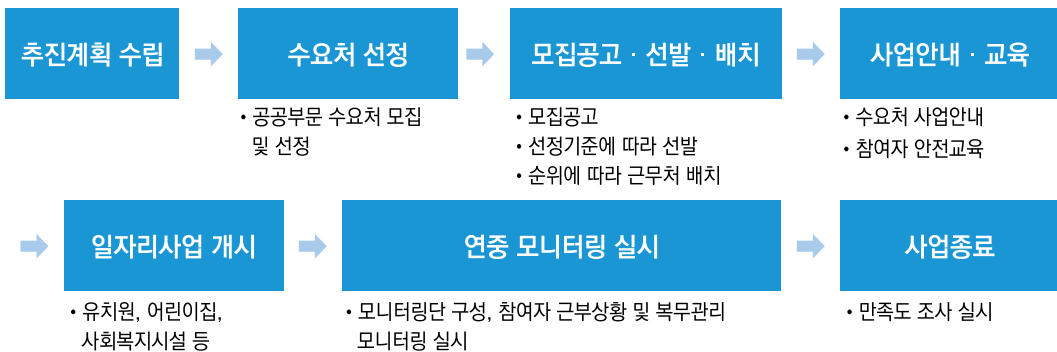 추진계획 수립
수요처 선정
모집공고 · 선발 · 배치
사업안내 · 교육
• 공공부문 수요처 모집
및 선정
• 모집공고
• 선정기준에 따라 선발
• 순위에 따라 근무처 배치
• 수요처 사업안내
• 참여자 안전교육
일자리사업 개시
연중 모니터링 실시
사업종료
• 유치원, 어린이집,
사회복지시설 등
• 모니터링단 구성, 참여자 근부상황 및 복무관리
모니터링 실시
• 만족도 조사 실시